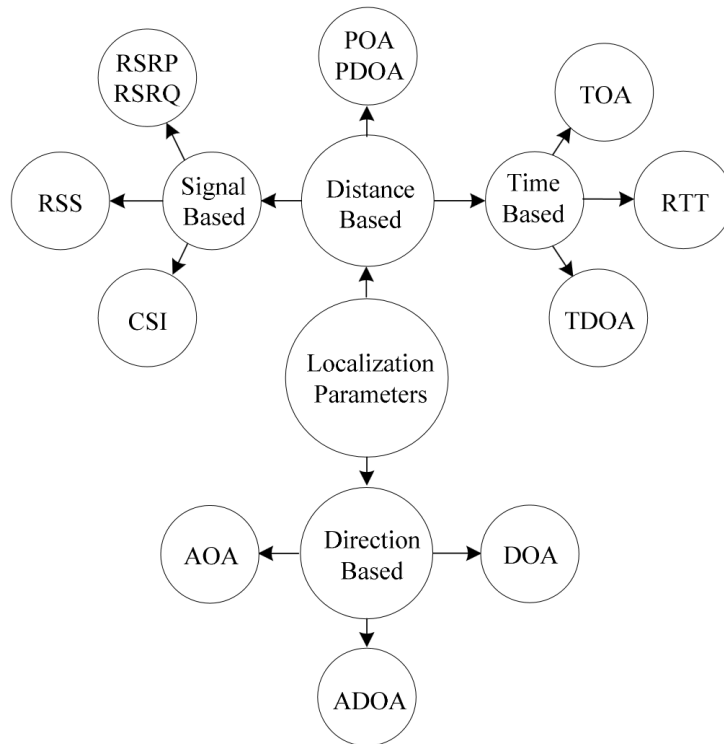 POA
PDOA
RSRP
RSRQ
TOA
RSS
Signal
Based
Distance
Based
Time
Based
RTT
CSI
TDOA
Localization
Parameters
AOA
Direction
Based
DOA
ADOA